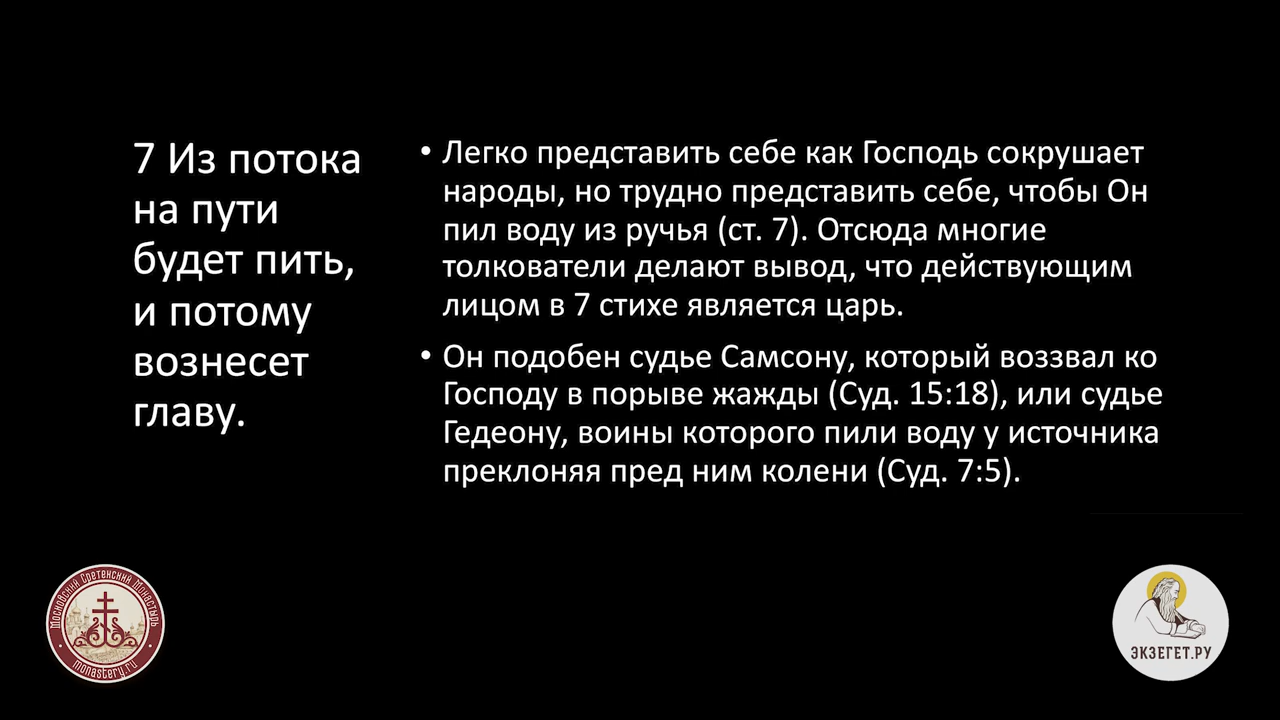 7 Из потока
на пути
будет пить,
и потому
вознесет
главу.
• Легко представить себе как Господь сокрушает
народы, но трудно представить себе, чтобы Он
пил воду из ручья (ст. 7). Отсюда многие
толкователи делают вывод, что действующим
лицом в 7 стихе является царь.
• Он подобен судье Самсону, который воззвал ко
Господу в порыве жажды (Суд. 15:18), или судье
Гедеону, воины которого пили воду у источника
преклоняя пред ним колени (Суд. 7:5).
Московский Сретенский Монастырь
monastery.ru
ЭКЗЕГЕТ.РУ